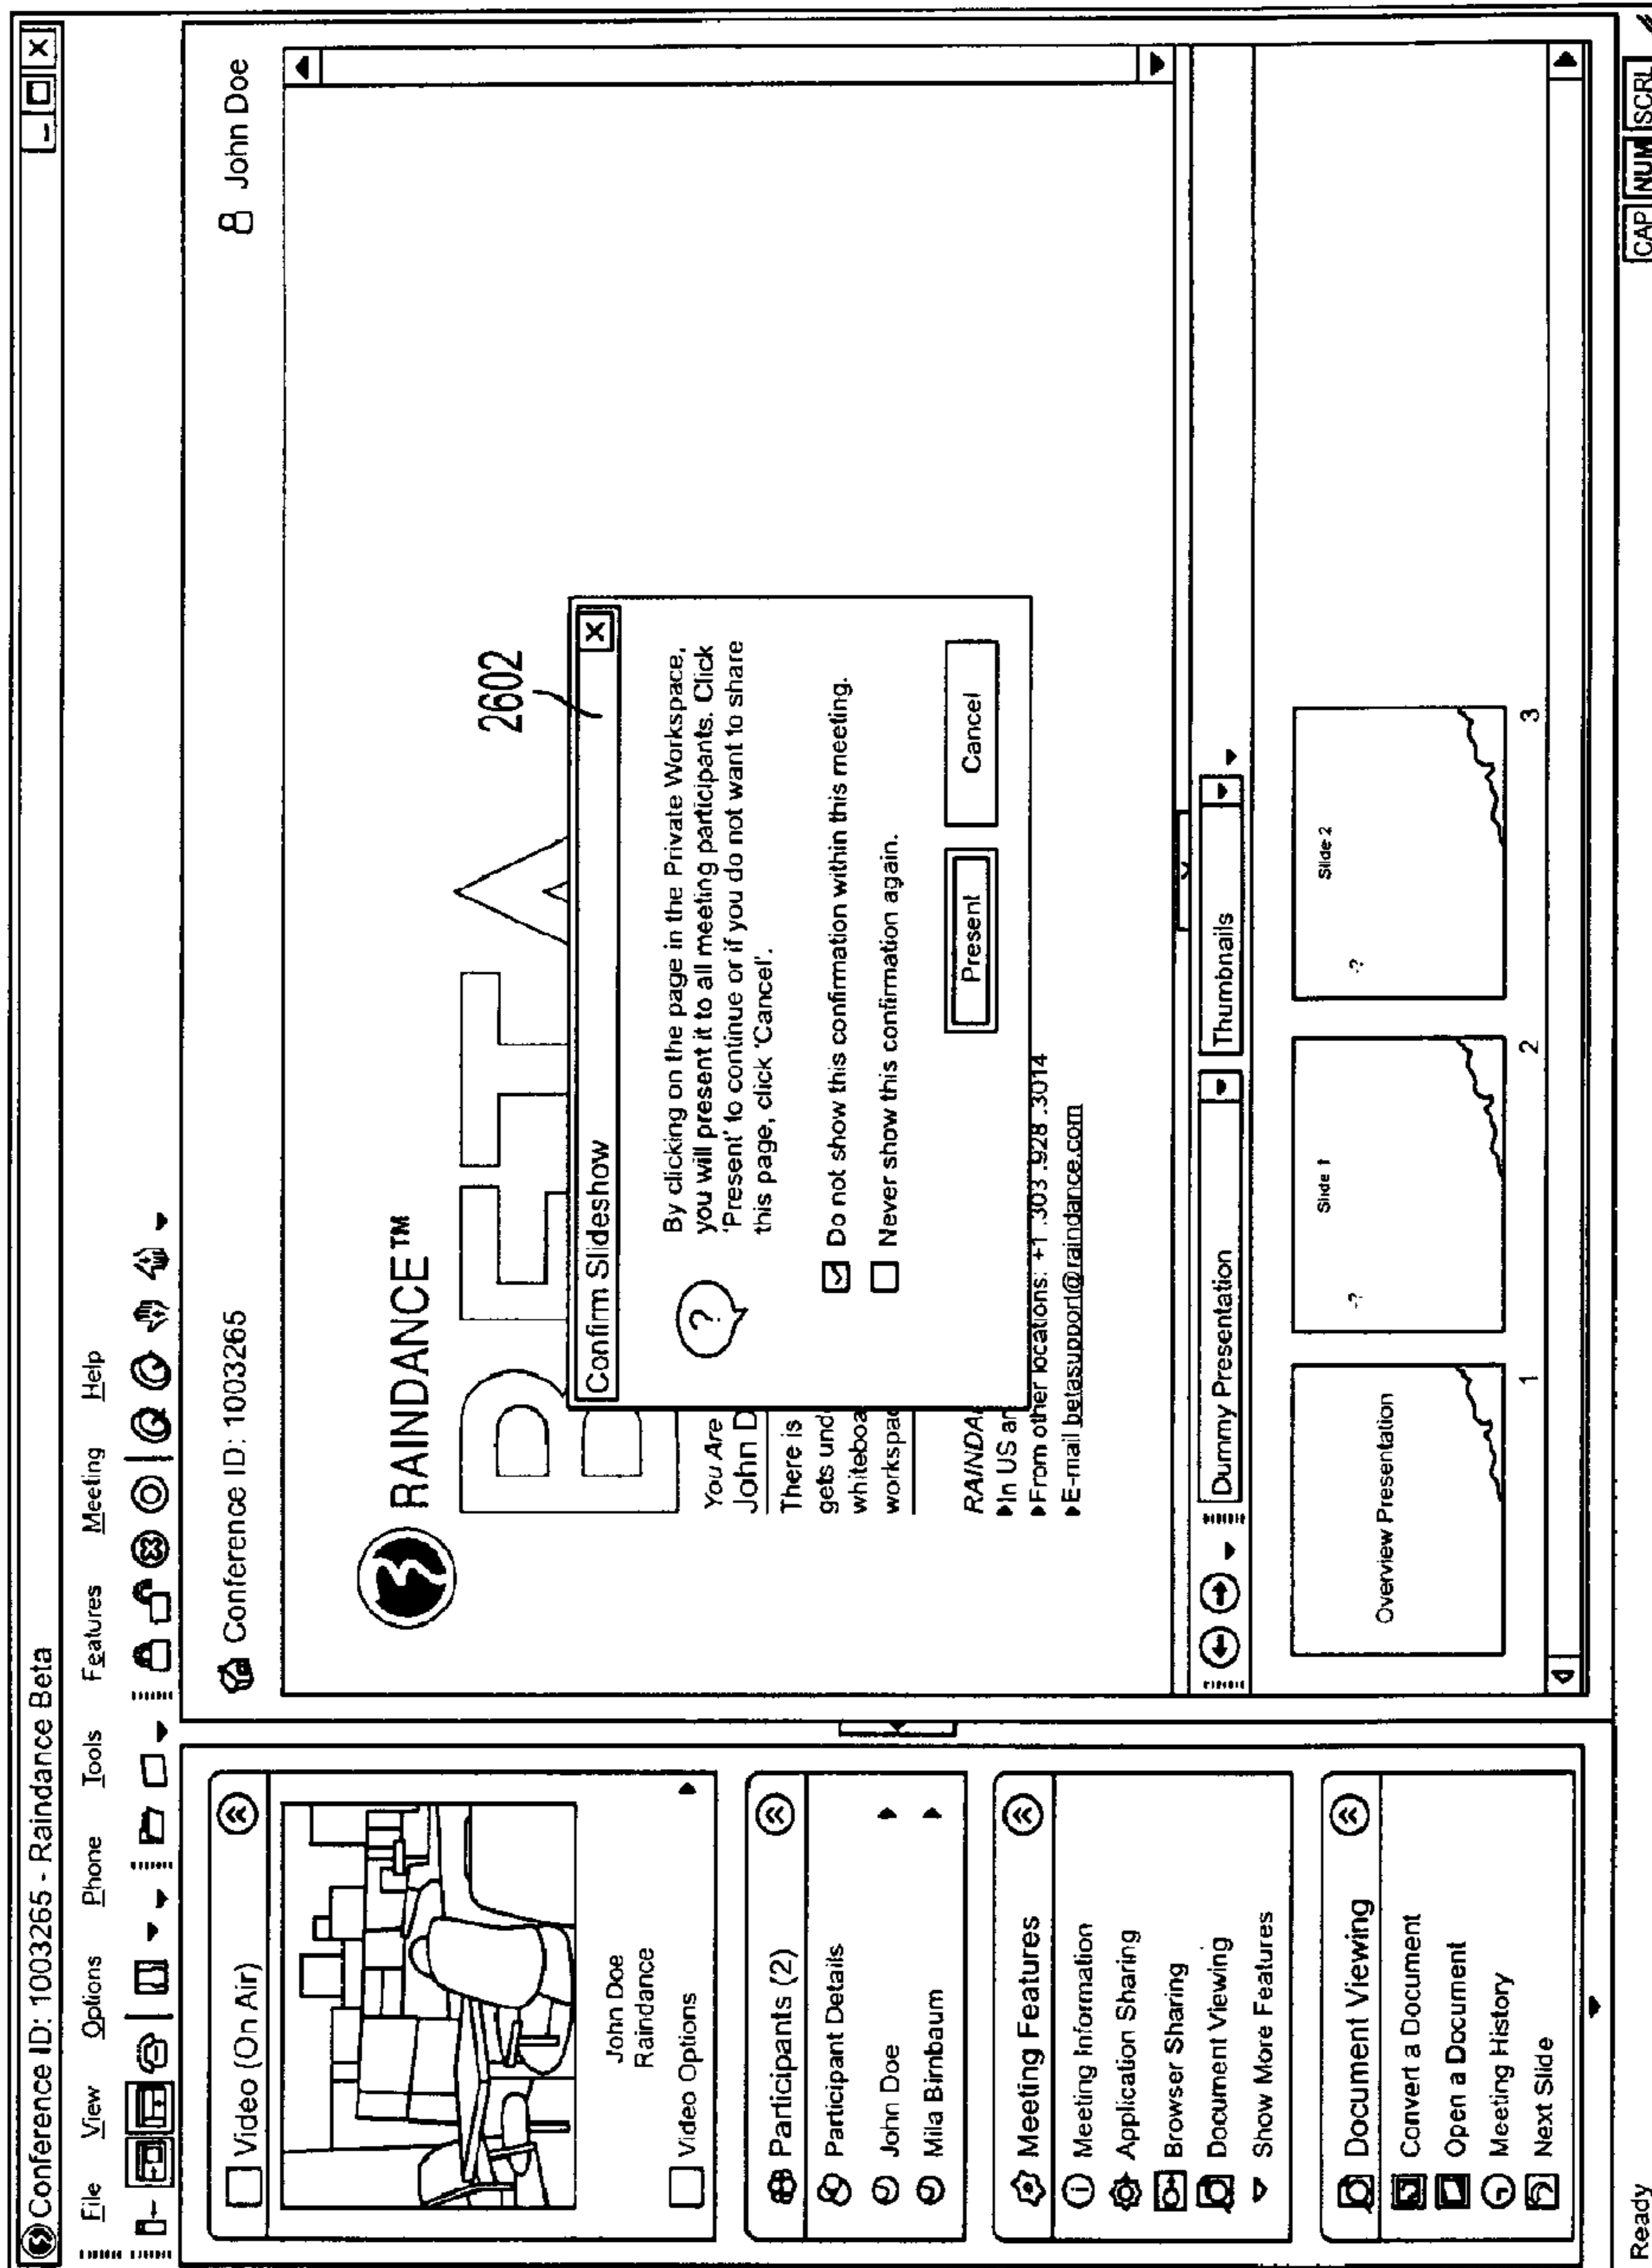 Conference ID: 1003265 - Raindance Beta
File View Options Phone Tools Features Meeting Help
Video (On Air)
John Doe
Raindance
Video Options
Participants (2)
Participant Details
John Doe
Mila Birnbaum
Meeting Features
Meeting Information
Application Sharing
Browser Sharing
Document Viewing
Show More Features
Document Viewing
Convert a Document
Open a Document
Meeting History
Next Slide
Conference ID: 1003265
John Doe
RAINDANCE™
BETA
2602
You Are
John D
There is
gets und
whiteboa
workspac
RAINDA
In US an
From other locations: +1 .303 .928 .3014
E-mail betasupport@raindance.com
Confirm Slideshow
By clicking on the page in the Private Workspace,
you will present it to all meeting participants. Click
'Present' to continue or if you do not want to share
this page, click 'Cancel'.
Do not show this confirmation within this meeting.
Never show this confirmation again.
Present Cancel
Dummy Presentation Thumbnails
Overview Presentation
1
Slide 1
-?
2
Slide 2
-?
3
Ready
CAP NUM SCRL